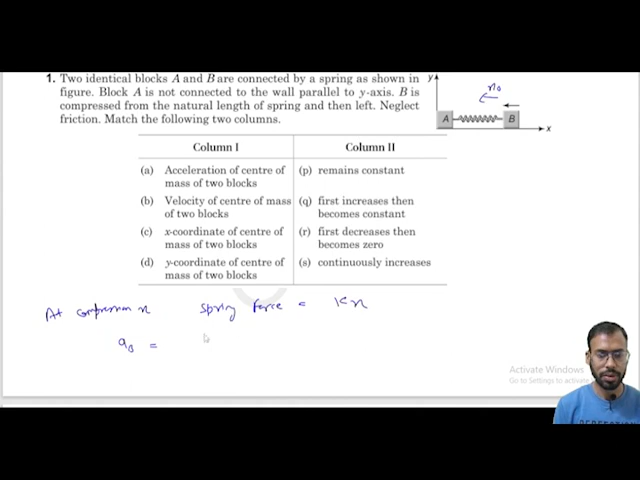 1. Two identical blocks A and B are connected by a spring as shown in
figure. Block A is not connected to the wall parallel to y-axis. B is
compressed from the natural length of spring and then left. Neglect
friction. Match the following two columns.
y
x₀
A
B
x
Column I
Column II
(a) Acceleration of centre of
mass of two blocks
(p) remains constant
(b) Velocity of centre of mass
of two blocks
(q) first increases then
becomes constant
(c) x-coordinate of centre of
mass of two blocks
(r) first decreases then
becomes zero
(d) y-coordinate of centre of
mass of two blocks
(s) continuously increases
At compression x spring force = Kx
a_B =
Activate Windows
Go to Settings to activate